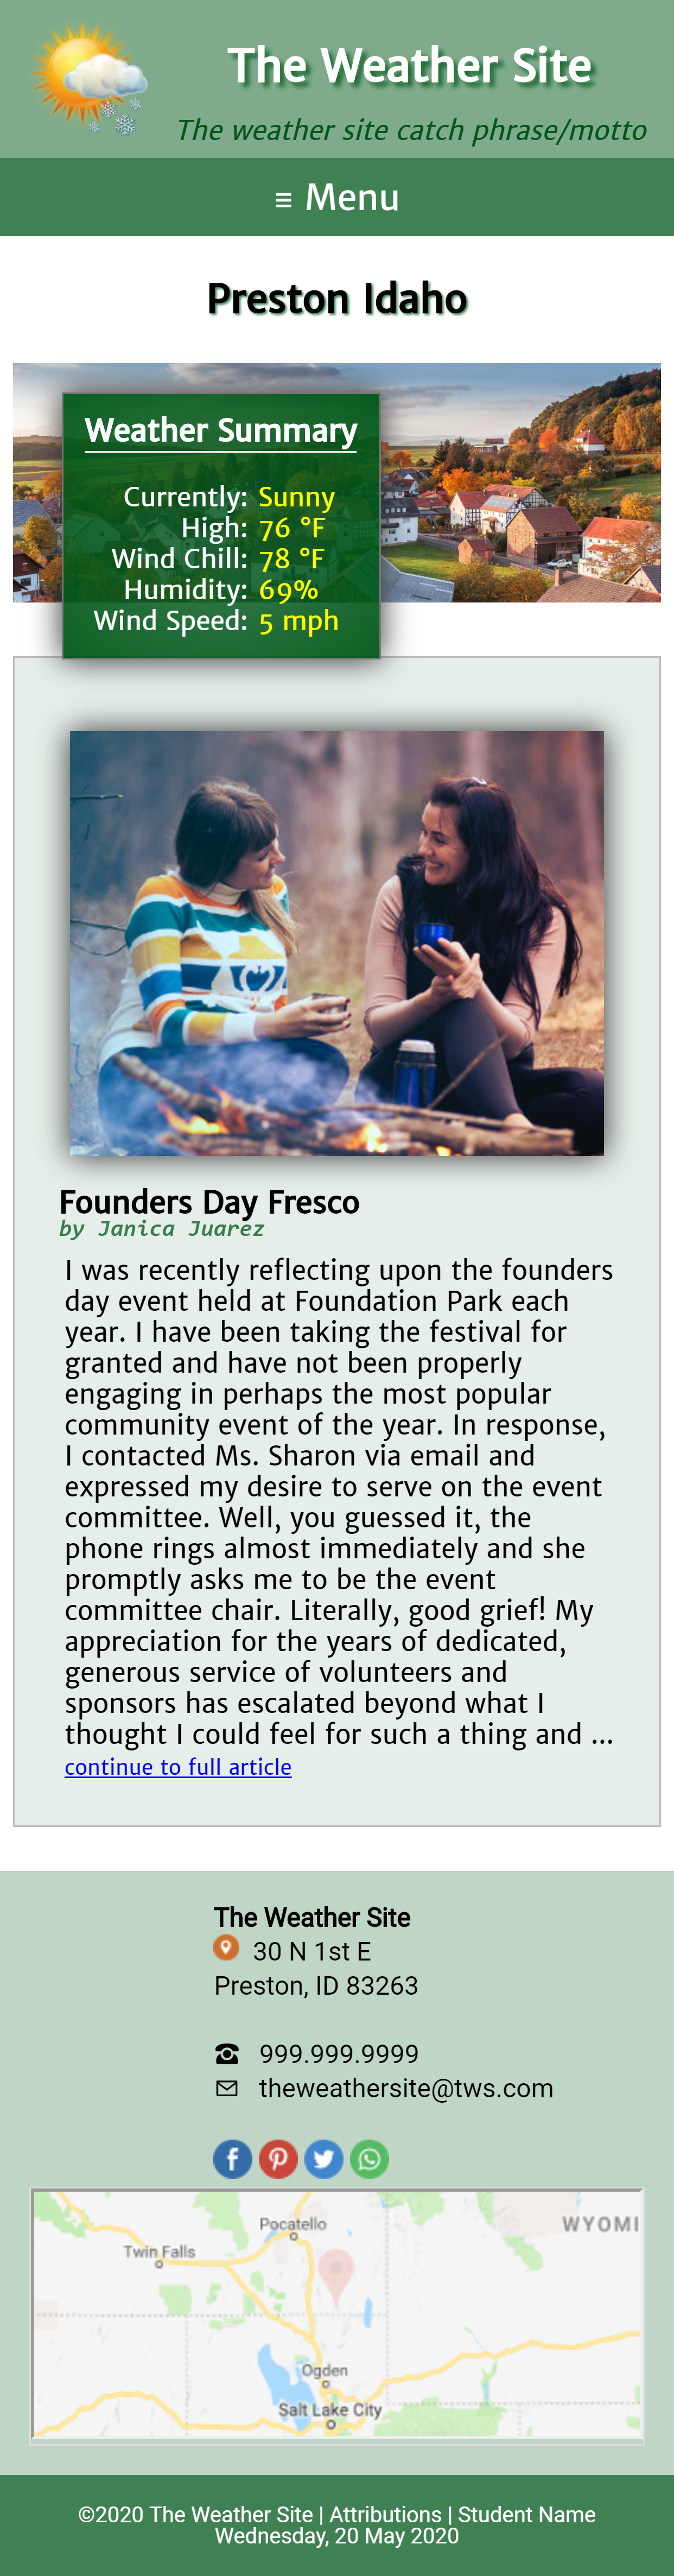 The Weather Site
The weather site catch phrase/motto
≡ Menu
Preston Idaho
Weather Summary
Currently: Sunny
High: 76 °F
Wind Chill: 78 °F
Humidity: 69%
Wind Speed: 5 mph
Founders Day Fresco
by Janica Juarez
I was recently reflecting upon the founders
day event held at Foundation Park each
year. I have been taking the festival for
granted and have not been properly
engaging in perhaps the most popular
community event of the year. In response,
I contacted Ms. Sharon via email and
expressed my desire to serve on the event
committee. Well, you guessed it, the
phone rings almost immediately and she
promptly asks me to be the event
committee chair. Literally, good grief! My
appreciation for the years of dedicated,
generous service of volunteers and
sponsors has escalated beyond what I
thought I could feel for such a thing and ...
continue to full article
The Weather Site
30 N 1st E
Preston, ID 83263
999.999.9999
theweathersite@tws.com
Pocatello
WYOMI
Twin Falls
Ogden
Salt Lake City
©2020 The Weather Site | Attributions | Student Name
Wednesday, 20 May 2020